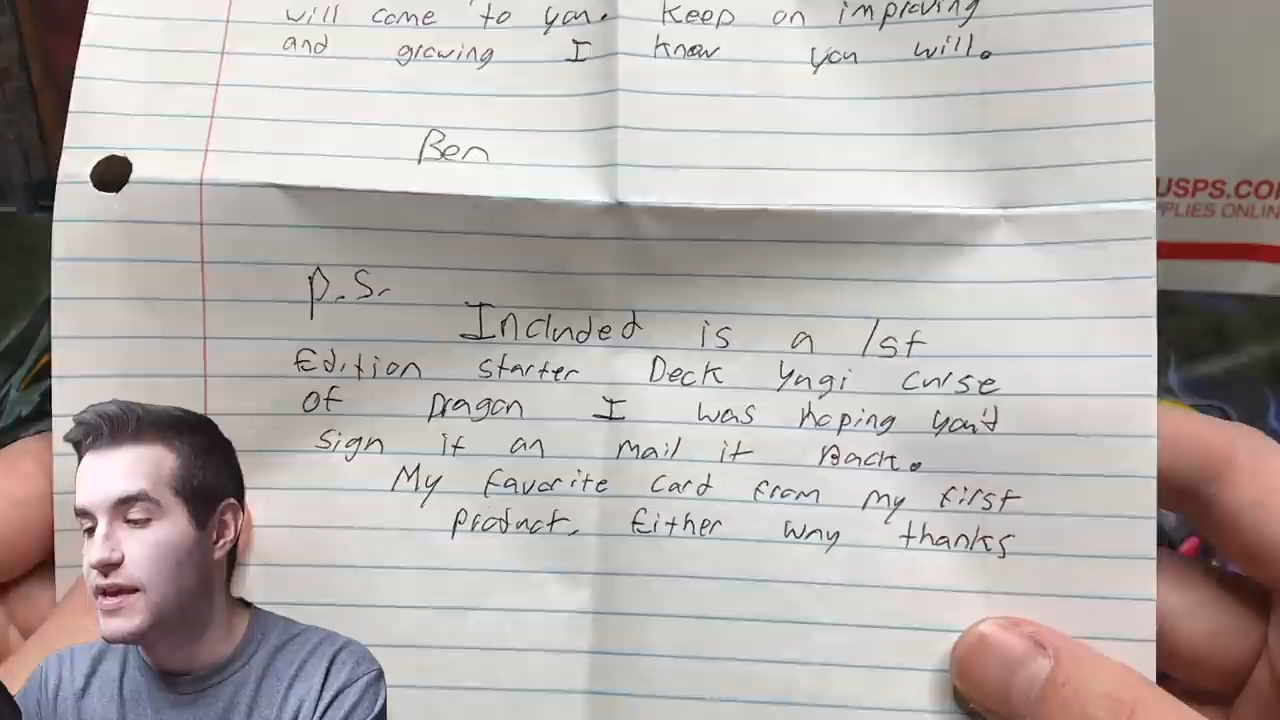 will come to you. Keep on improving
and growing I know you will.
Ben
P.S.
Included is a 1st
Edition starter Deck Yugi curse
of Dragon I was hoping you'd
sign it an mail it Back.
My favorite card from my first
product. Either way thanks
USPS.CO
PLIES ONLIN